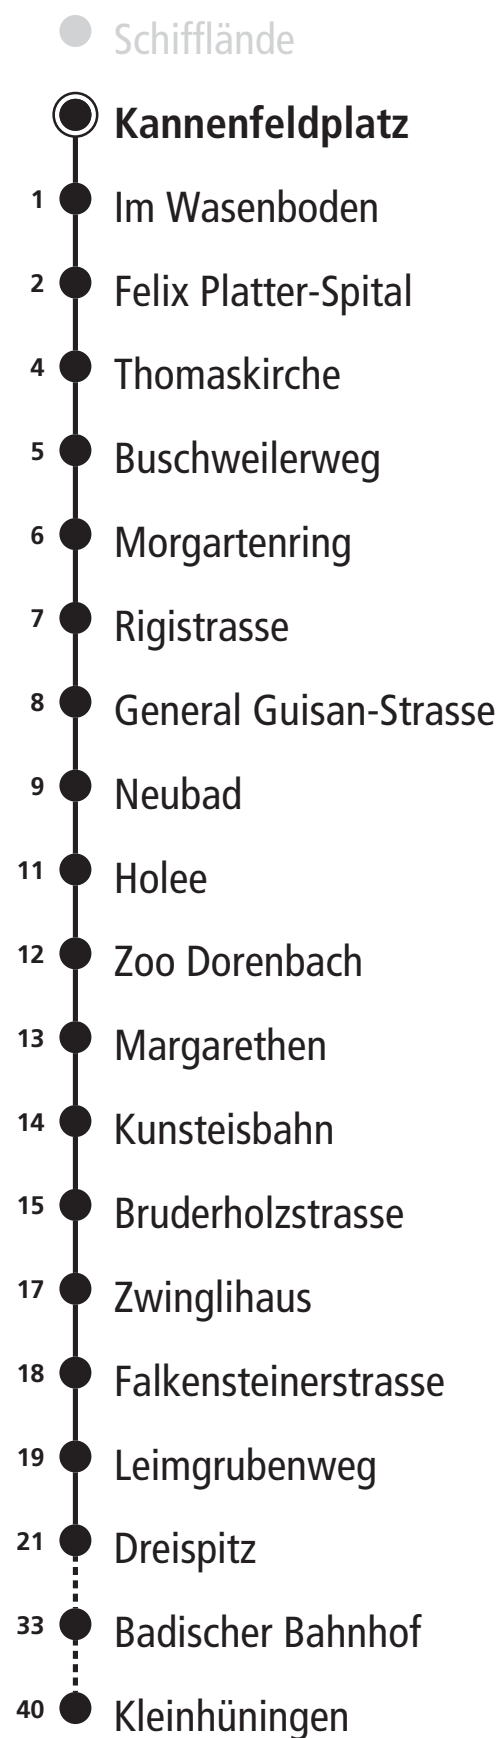 Schifflände
Kannenfeldplatz
1 Im Wasenboden
2 Felix Platter-Spital
4 Thomaskirche
5 Buschweilerweg
6 Morgartenring
7 Rigistrasse
8 General Guisan-Strasse
9 Neubad
11 Holee
12 Zoo Dorenbach
13 Margarethen
14 Kunsteisbahn
15 Bruderholzstrasse
17 Zwinglihaus
18 Falkensteinerstrasse
19 Leimgrubenweg
21 Dreispitz
33 Badischer Bahnhof
40 Kleinhüningen